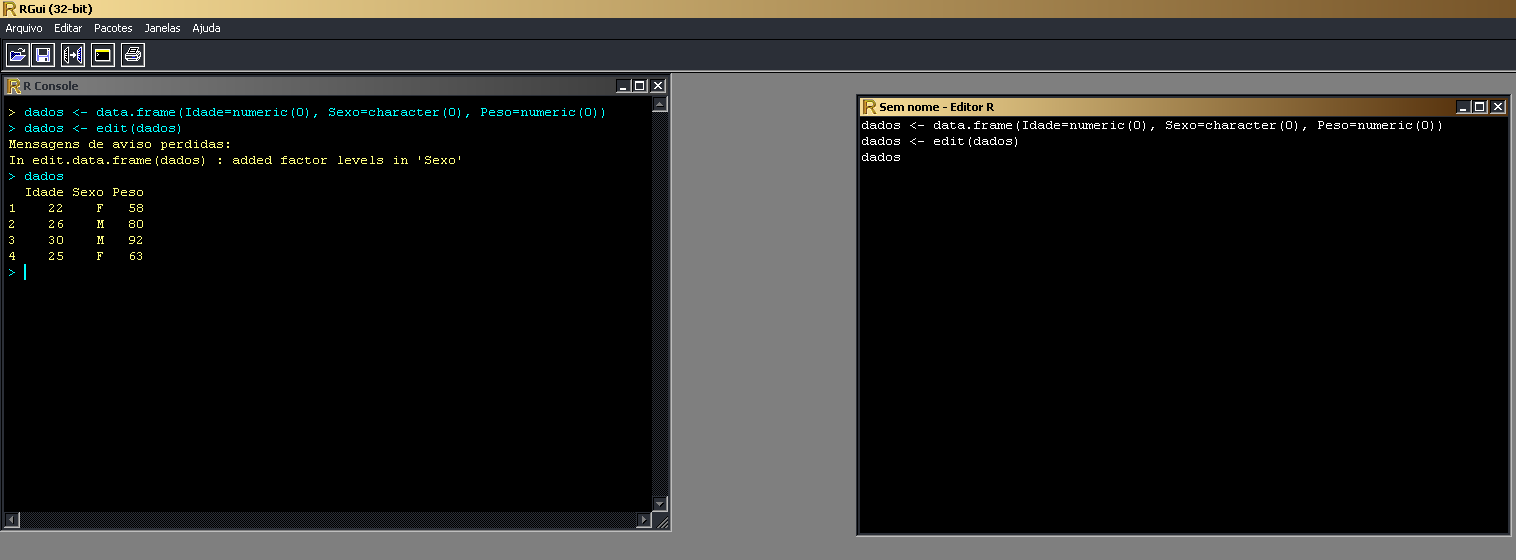 RGui (32-bit)
Arquivo Editar Pacotes Janelas Ajuda
R Console
> dados <- data.frame(Idade=numeric(0), Sexo=character(0), Peso=numeric(0))
> dados <- edit(dados)
Mensagens de aviso perdidas:
In edit.data.frame(dados) : added factor levels in 'Sexo'
> dados
  Idade Sexo Peso
1    22    F   58
2    26    M   80
3    30    M   92
4    25    F   63
>
Sem nome - Editor R
dados <- data.frame(Idade=numeric(0), Sexo=character(0), Peso=numeric(0))
dados <- edit(dados)
dados